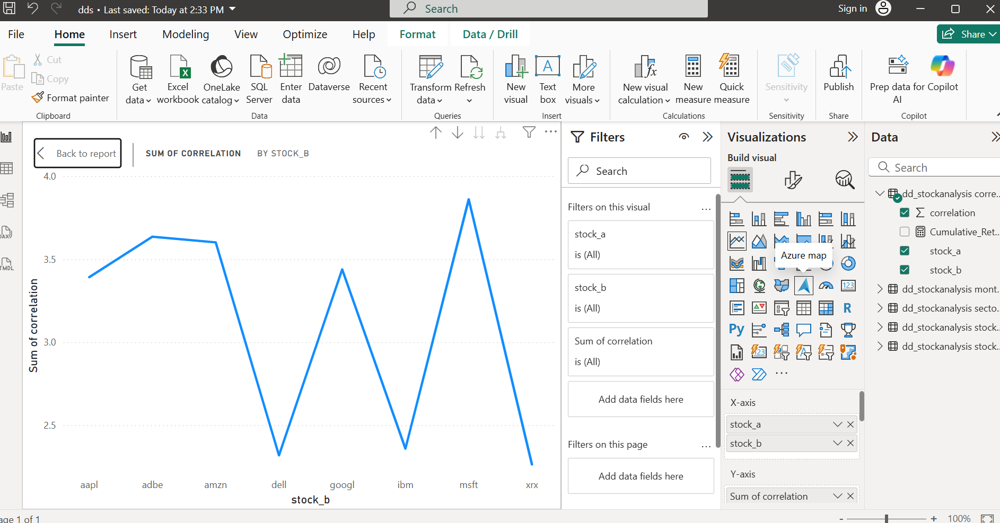 dds • Last saved: Today at 2:33 PM
Search
Sign in
File
Home
Insert
Modeling
View
Optimize
Help
Format
Data / Drill
Share
Paste
Cut
Copy
Format painter
Clipboard
Get data
Excel workbook
OneLake catalog
SQL Server
Enter data
Dataverse
Recent sources
Data
Transform data
Refresh
Queries
New visual
A
Text box
More visuals
Insert
New visual calculation
New measure
Quick measure
Calculations
Sensitivity
Sensitivity
Publish
Share
Prep data for AI
Copilot
Copilot
DAX
TMDL
Back to report
SUM OF CORRELATION
BY STOCK_B
4.0
3.5
3.0
2.5
Sum of correlation
aapl
adbe
amzn
dell
googl
ibm
msft
xrx
stock_b
Filters
Search
Filters on this visual
...
stock_a
is (All)
stock_b
is (All)
Sum of correlation
is (All)
Add data fields here
Filters on this page
...
Add data fields here
Visualizations
Build visual
Azure map
123
R
Py
123
...
X-axis
stock_a
stock_b
Y-axis
Sum of correlation
Data
Search
dd_stockanalysis corre...
correlation
Cumulative_Ret...
stock_a
stock_b
dd_stockanalysis mont...
dd_stockanalysis secto...
dd_stockanalysis stock...
dd_stockanalysis stock...
age 1 of 1
- +
100%